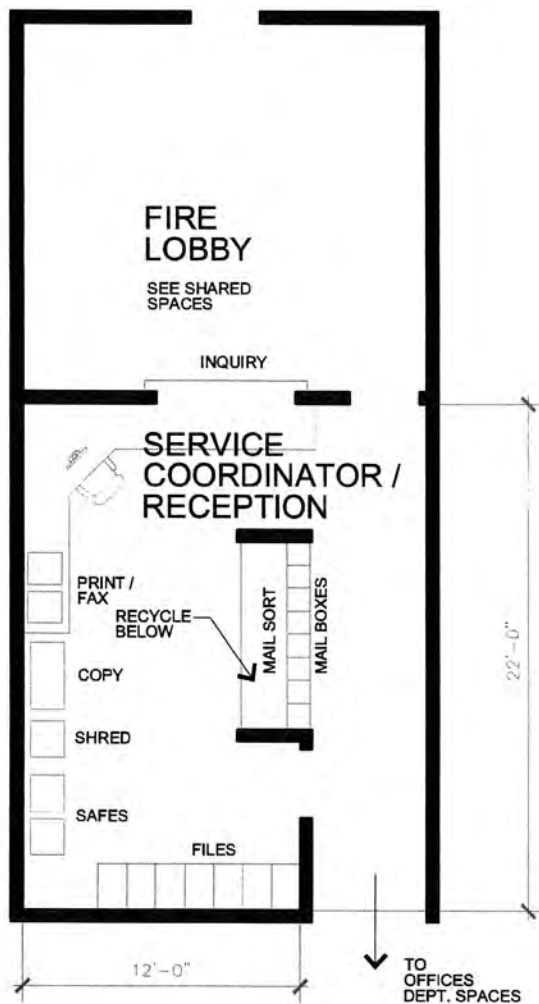 FIRE
LOBBY
SEE SHARED
SPACES
INQUIRY
SERVICE
COORDINATOR /
RECEPTION
PRINT /
FAX
RECYCLE
BELOW
MAIL SORT
MAIL BOXES
COPY
22'-0"
SHRED
SAFES
FILES
12'-0"
TO
OFFICES
DEPT. SPACES